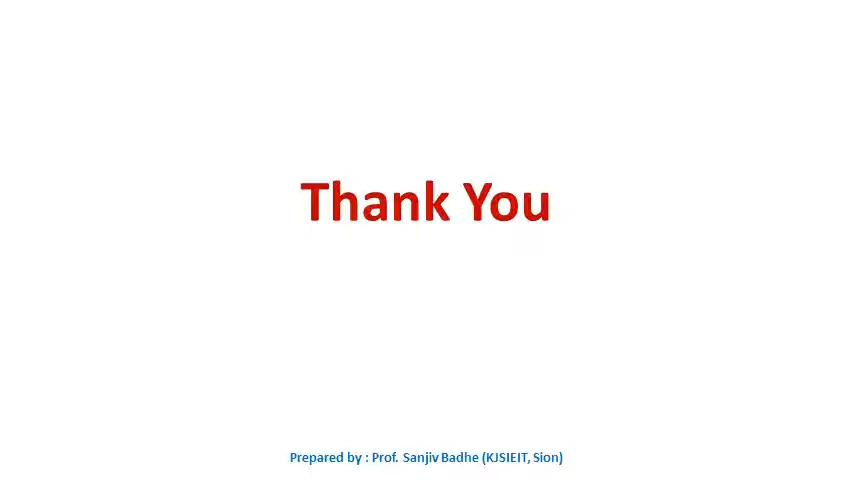 Thank You
Prepared by : Prof. Sanjiv Badhe (KJSIEIT, Sion)